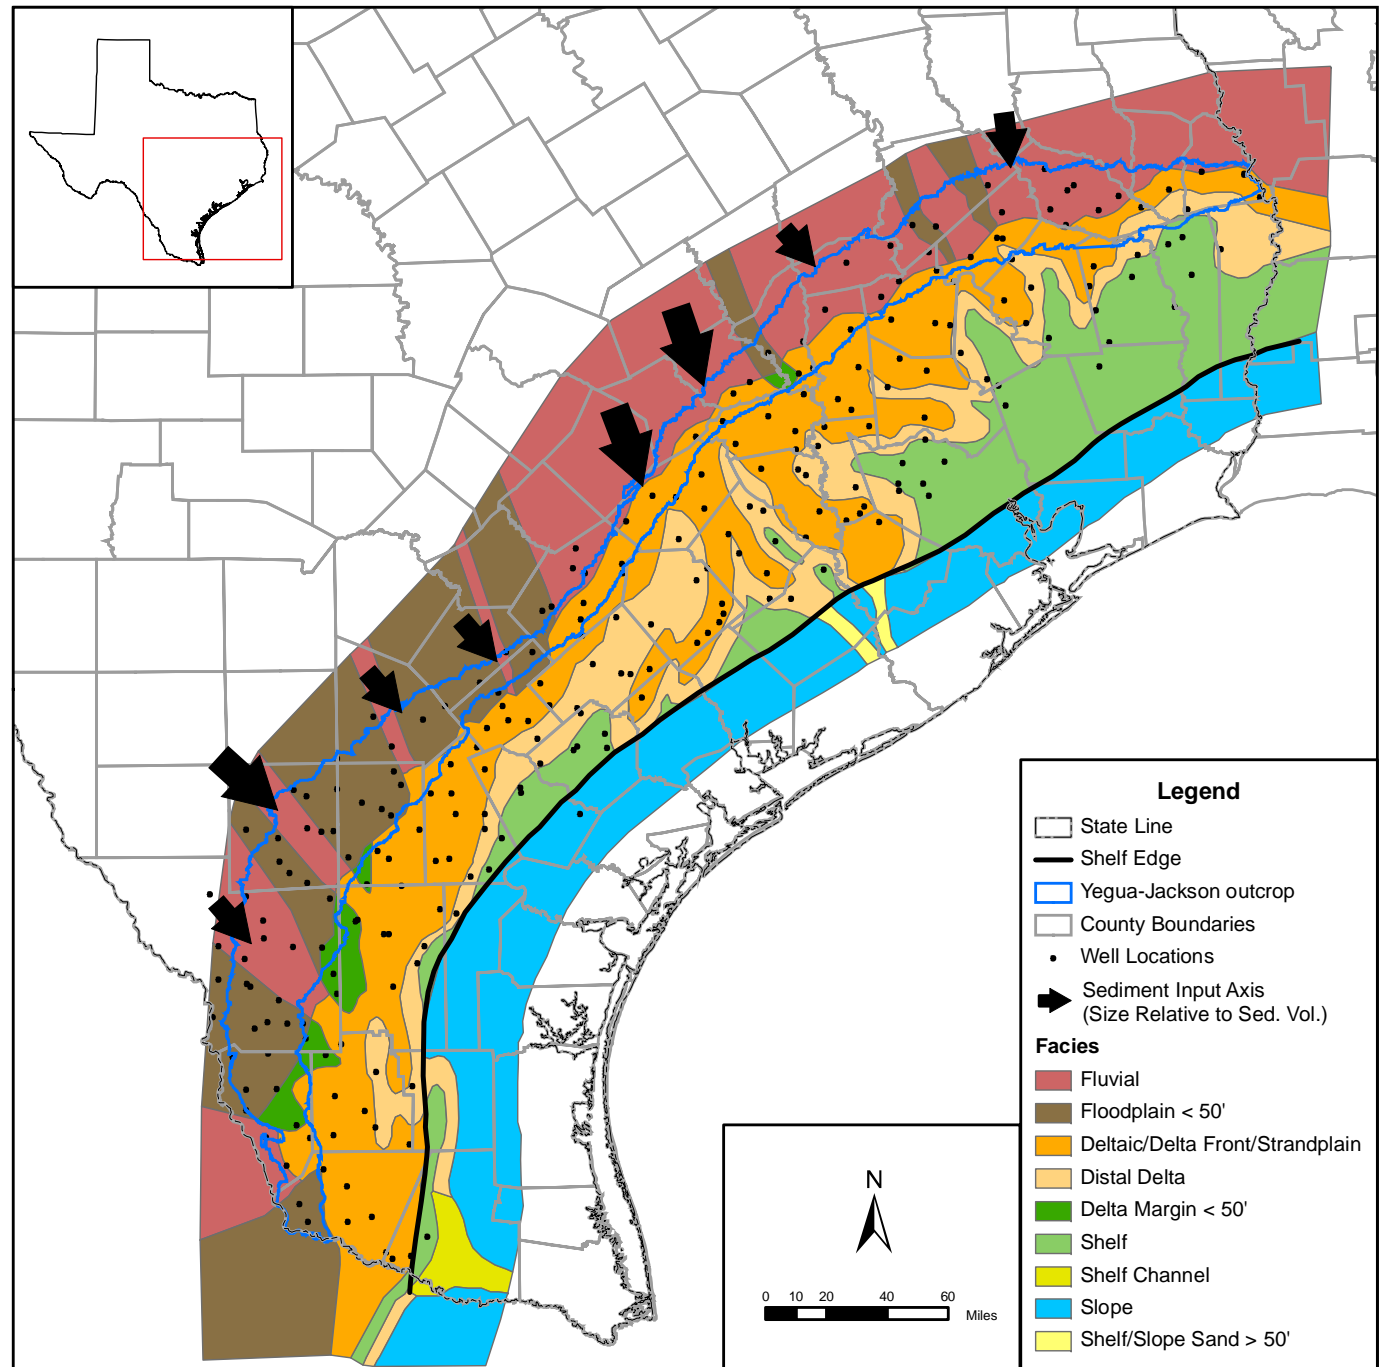 Legend
State Line
Shelf Edge
Yegua-Jackson outcrop
County Boundaries
Well Locations
Sediment Input Axis
(Size Relative to Sed. Vol.)
Facies
Fluvial
Floodplain < 50'
Deltaic/Delta Front/Strandplain
Distal Delta
Delta Margin < 50'
Shelf
Shelf Channel
Slope
Shelf/Slope Sand > 50'
N
0 10 20 40 60
Miles